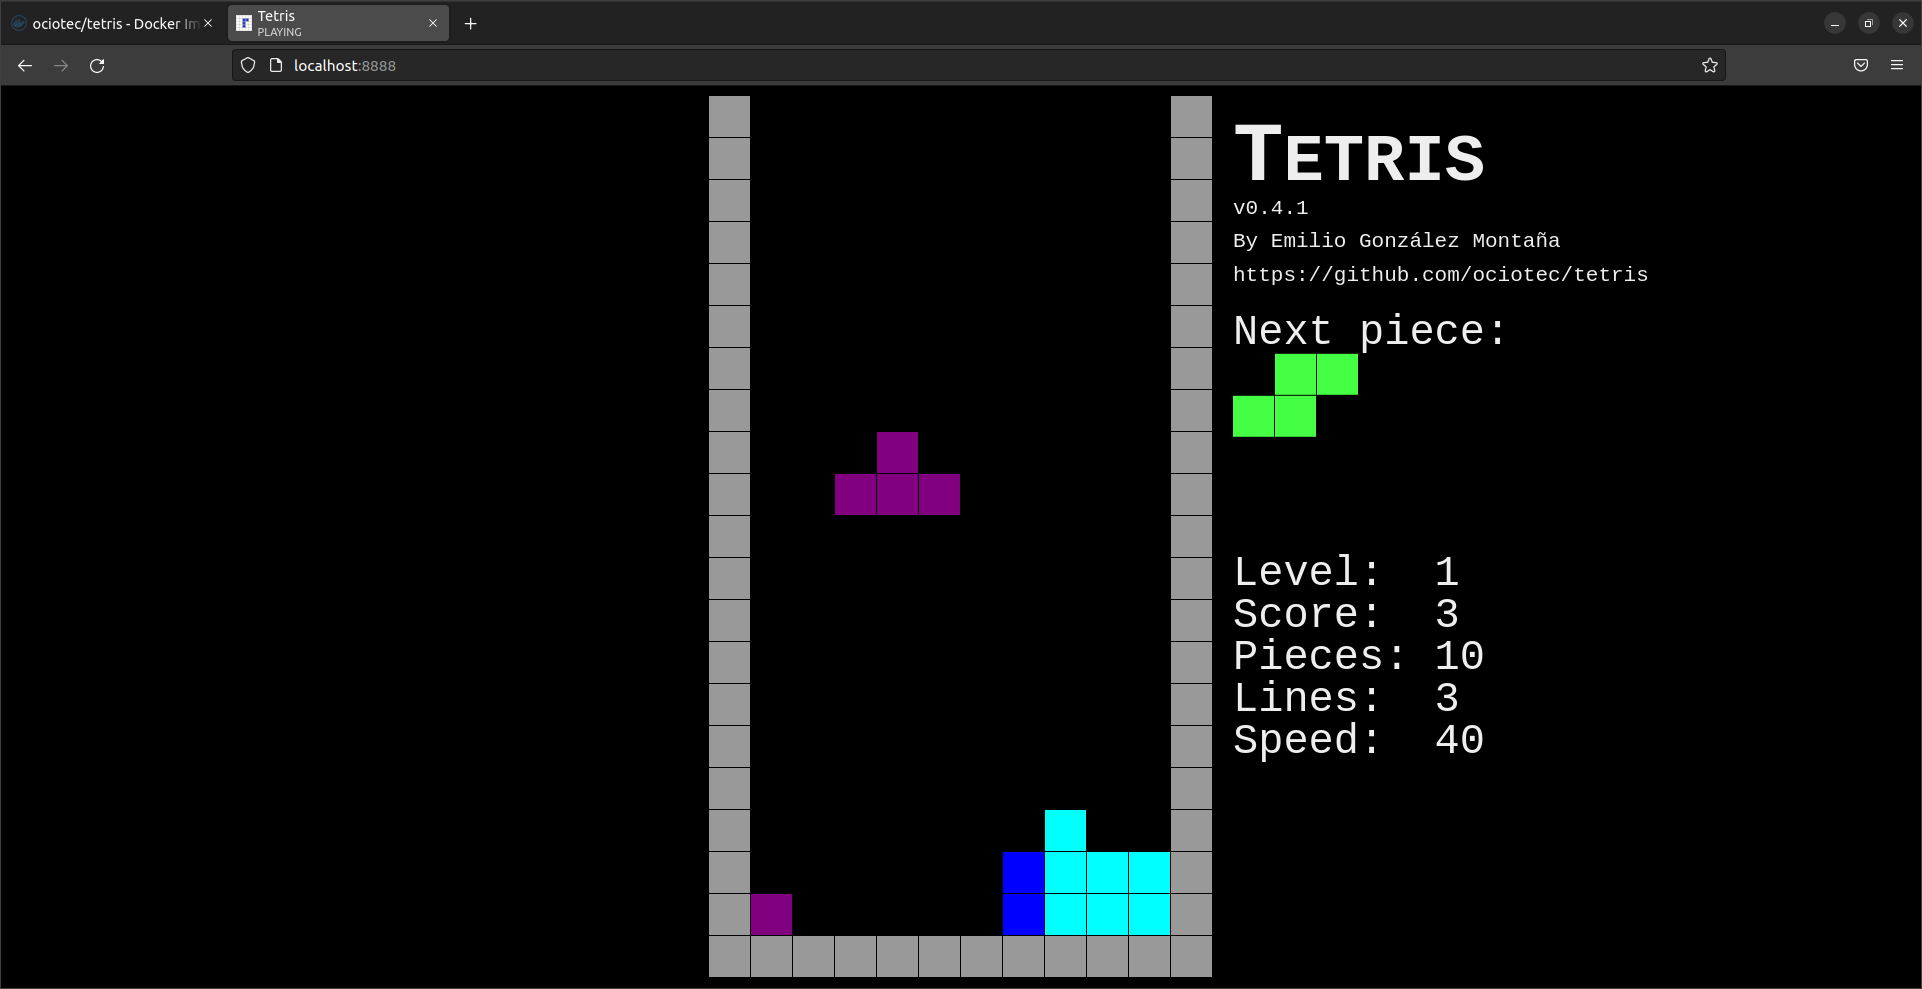 ociotec/tetris - Docker Im
Tetris
PLAYING
localhost:8888
TETRIS
v0.4.1
By Emilio González Montaña
https://github.com/ociotec/tetris
Next piece:
Level: 1
Score: 3
Pieces: 10
Lines: 3
Speed: 40